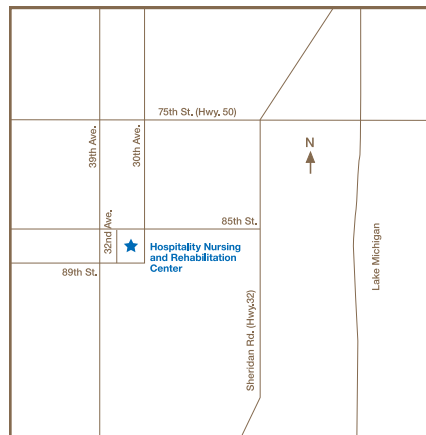 75th St. (Hwy. 50)
39th Ave.
30th Ave.
N
32nd Ave.
85th St.
Hospitality Nursing
and Rehabilitation
Center
89th St.
Sheridan Rd. (Hwy.32)
Lake Michigan